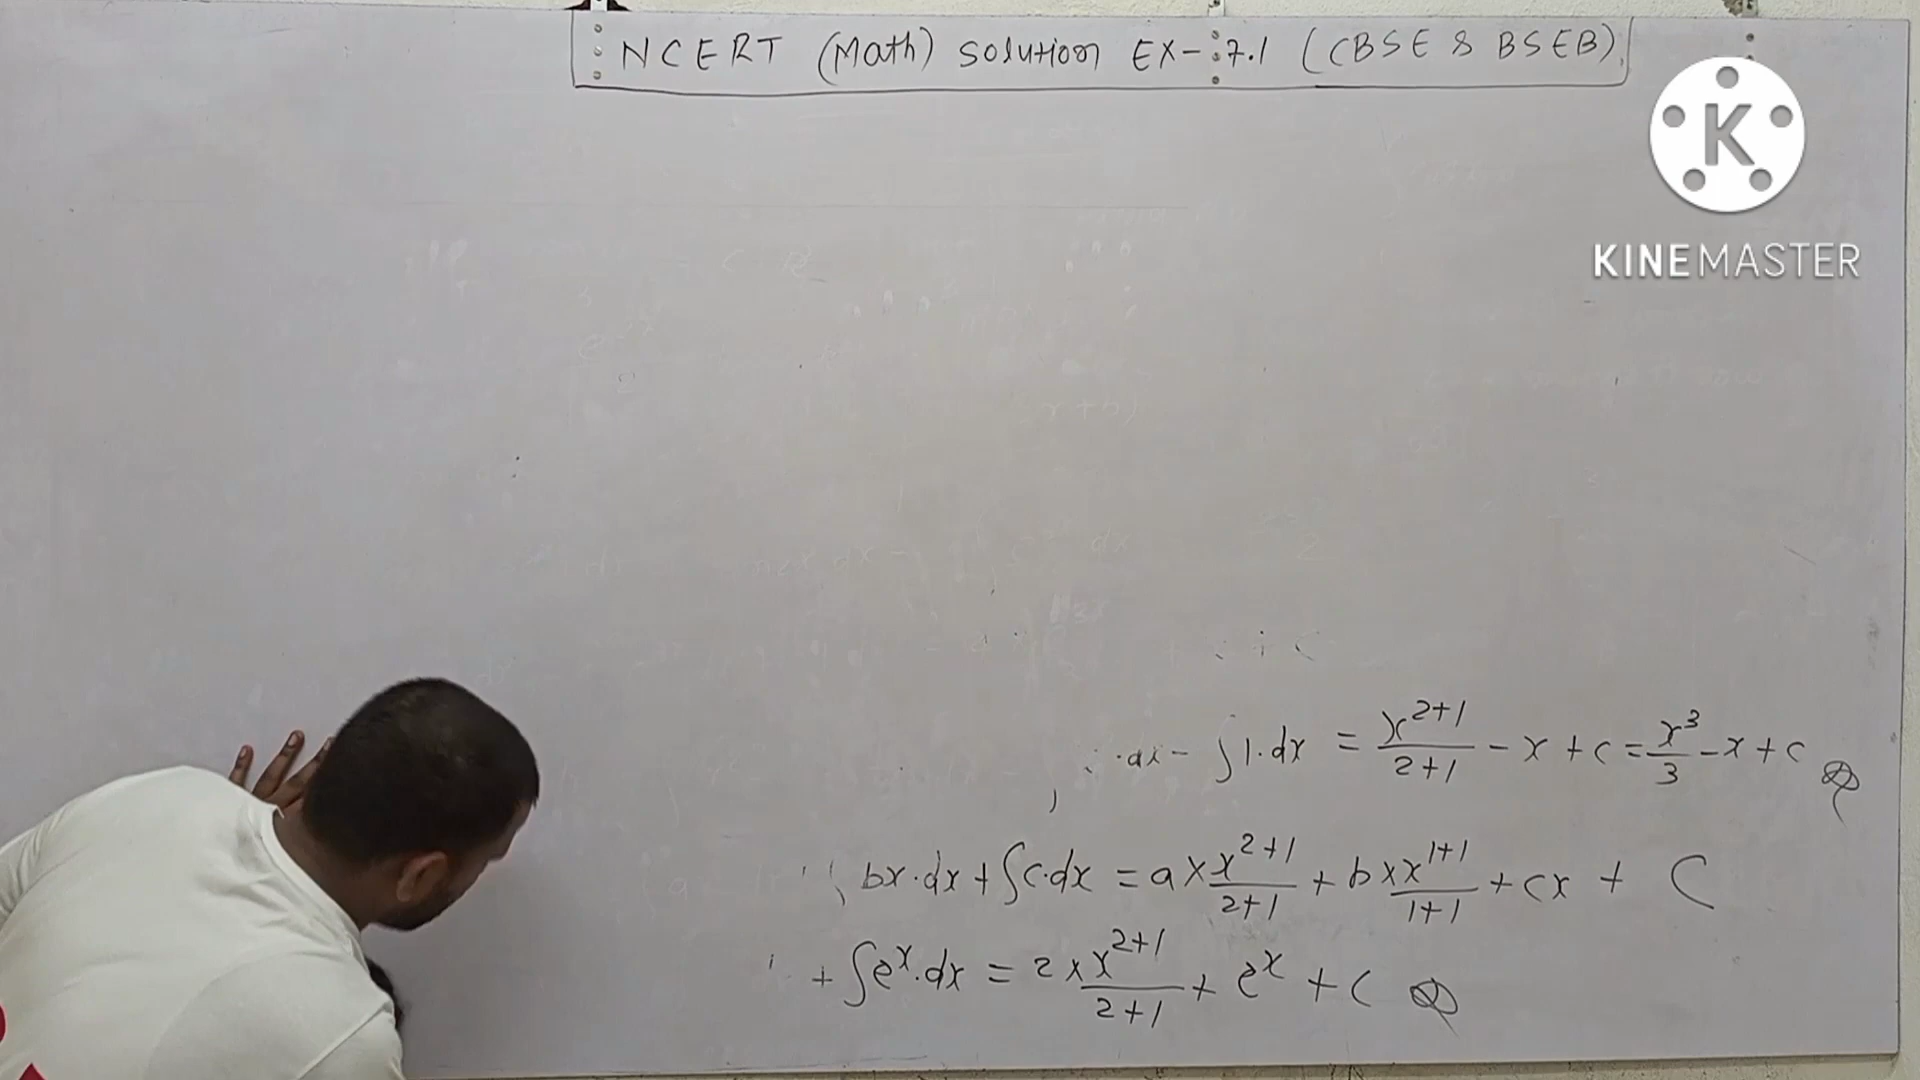 NCERT (Math) Solution EX-7.1 (CBSE & BSEB)
K
KINEMASTER
·dx - ∫1·dx = x^(2+1)/(2+1) - x + c = x^3/3 - x + c
bx·dx + ∫c·dx = a × x^(2+1)/(2+1) + b × x^(1+1)/(1+1) + cx + C
+ ∫e^x·dx = 2 × x^(2+1)/(2+1) + e^x + c